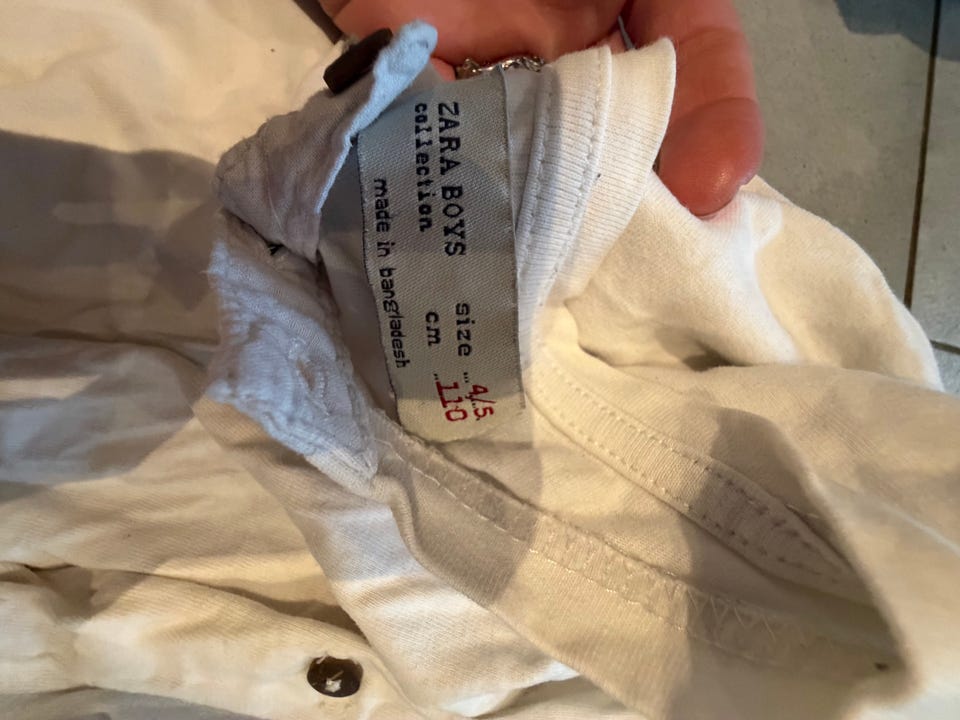 ZARA BOYS
collection
size 4/5
cm 110
made in bangladesh